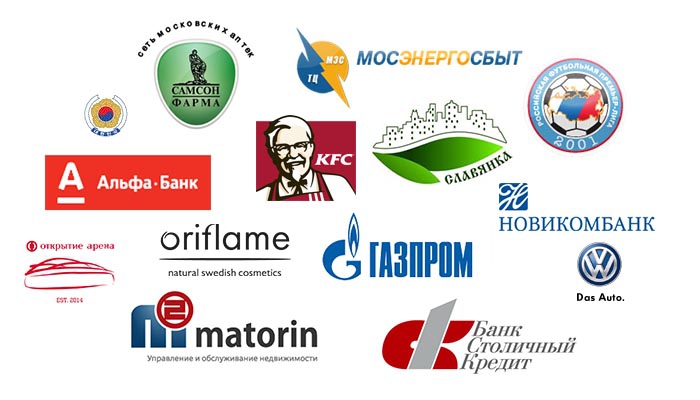 сеть московских аптек
САМСОН
ФАРМА
МЭС
ТЦ
МОСЭНЕРГОСБЫТ
РОССИЙСКАЯ ФУТБОЛЬНАЯ ПРЕМЬЕР-ЛИГА
2001
Альфа·Банк
KFC
СЛАВЯНКА
НОВИКОМБАНК
открытие арена
EST. 2014
oriflame
natural swedish cosmetics
ГАЗПРОМ
Das Auto.
м2
matorin
Управление и обслуживание недвижимости
Банк
Столичный
Кредит